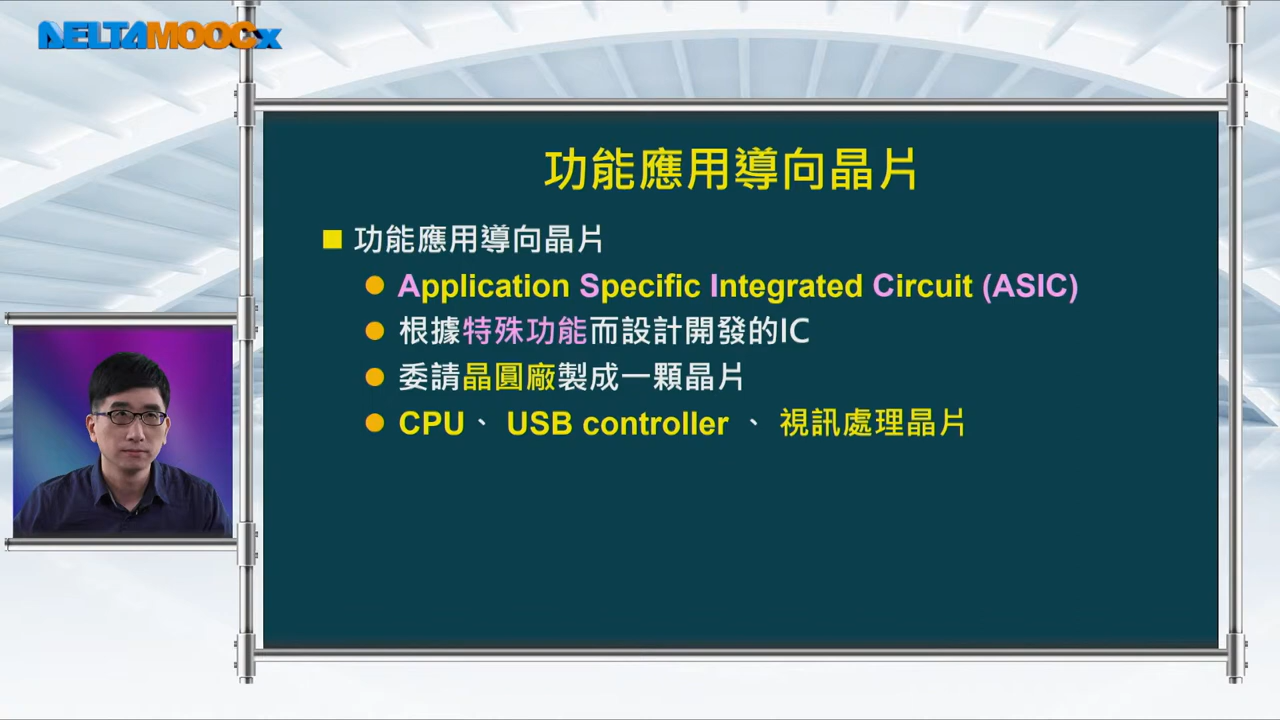 DELTAMOOCx
功能應用導向晶片
功能應用導向晶片
Application Specific Integrated Circuit (ASIC)
根據特殊功能而設計開發的IC
委請晶圓廠製成一顆晶片
CPU、 USB controller 、 視訊處理晶片